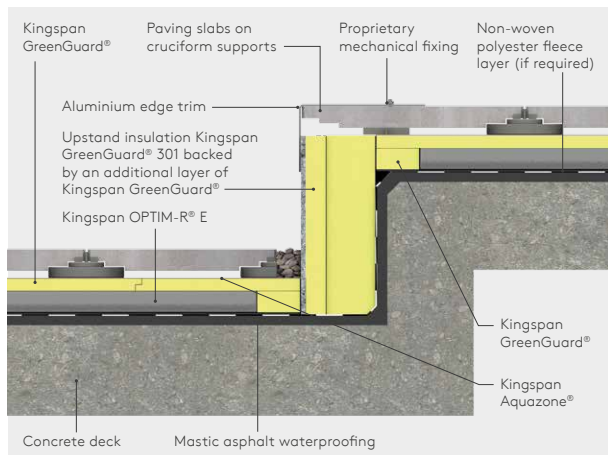 Kingspan
GreenGuard®
Paving slabs on
cruciform supports
Proprietary
mechanical fixing
Non-woven
polyester fleece
layer (if required)
Aluminium edge trim
Upstand insulation Kingspan
GreenGuard® 301 backed
by an additional layer of
Kingspan GreenGuard®
Kingspan OPTIM-R® E
Kingspan
GreenGuard®
Kingspan
Aquazone®
Concrete deck
Mastic asphalt waterproofing